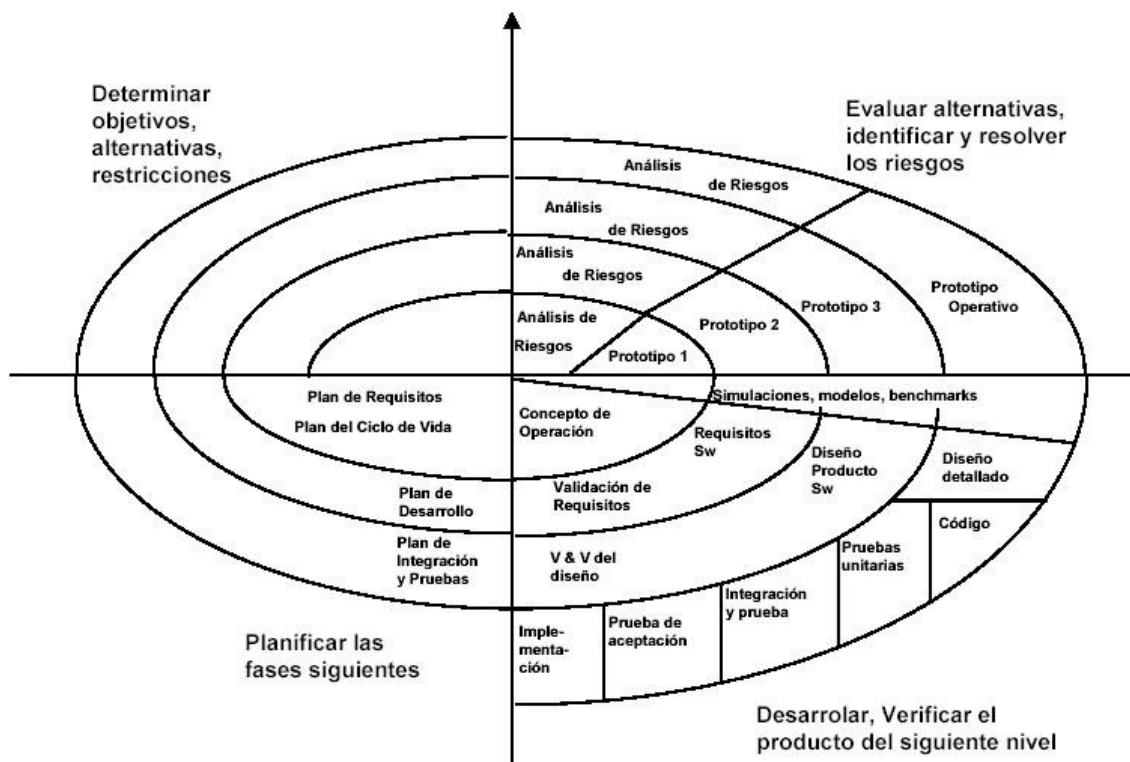 Determinar
objetivos,
alternativas,
restricciones
Evaluar alternativas,
identificar y resolver
los riesgos
Análisis
de Riesgos
Análisis
de Riesgos
Análisis
de Riesgos
Análisis de
Riesgos
Prototipo 1
Prototipo 2
Prototipo 3
Prototipo
Operativo
Simulaciones, modelos, benchmarks
Plan de Requisitos
Plan del Ciclo de Vida
Concepto de
Operación
Requisitos
Sw
Diseño
Producto
Sw
Diseño
detallado
Plan de
Desarrollo
Validación de
Requisitos
Código
Plan de
Integración
y Pruebas
V & V del
diseño
Pruebas
unitarias
Integración
y prueba
Prueba de
aceptación
Imple-
menta-
ción
Planificar las
fases siguientes
Desarrolar, Verificar el
producto del siguiente nivel